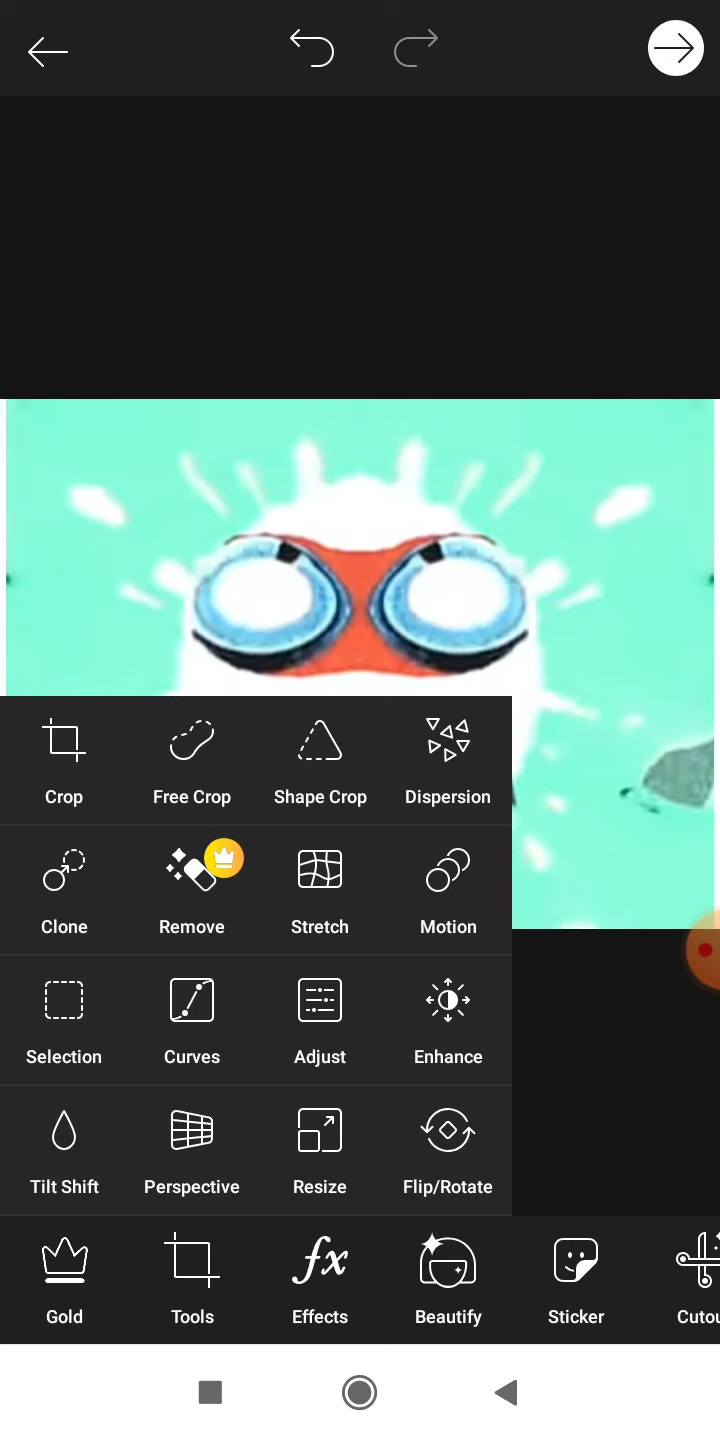 Crop Free Crop Shape Crop Dispersion
Clone Remove Stretch Motion
Selection Curves Adjust Enhance
Tilt Shift Perspective Resize Flip/Rotate
Gold Tools Effects Beautify Sticker Cutou